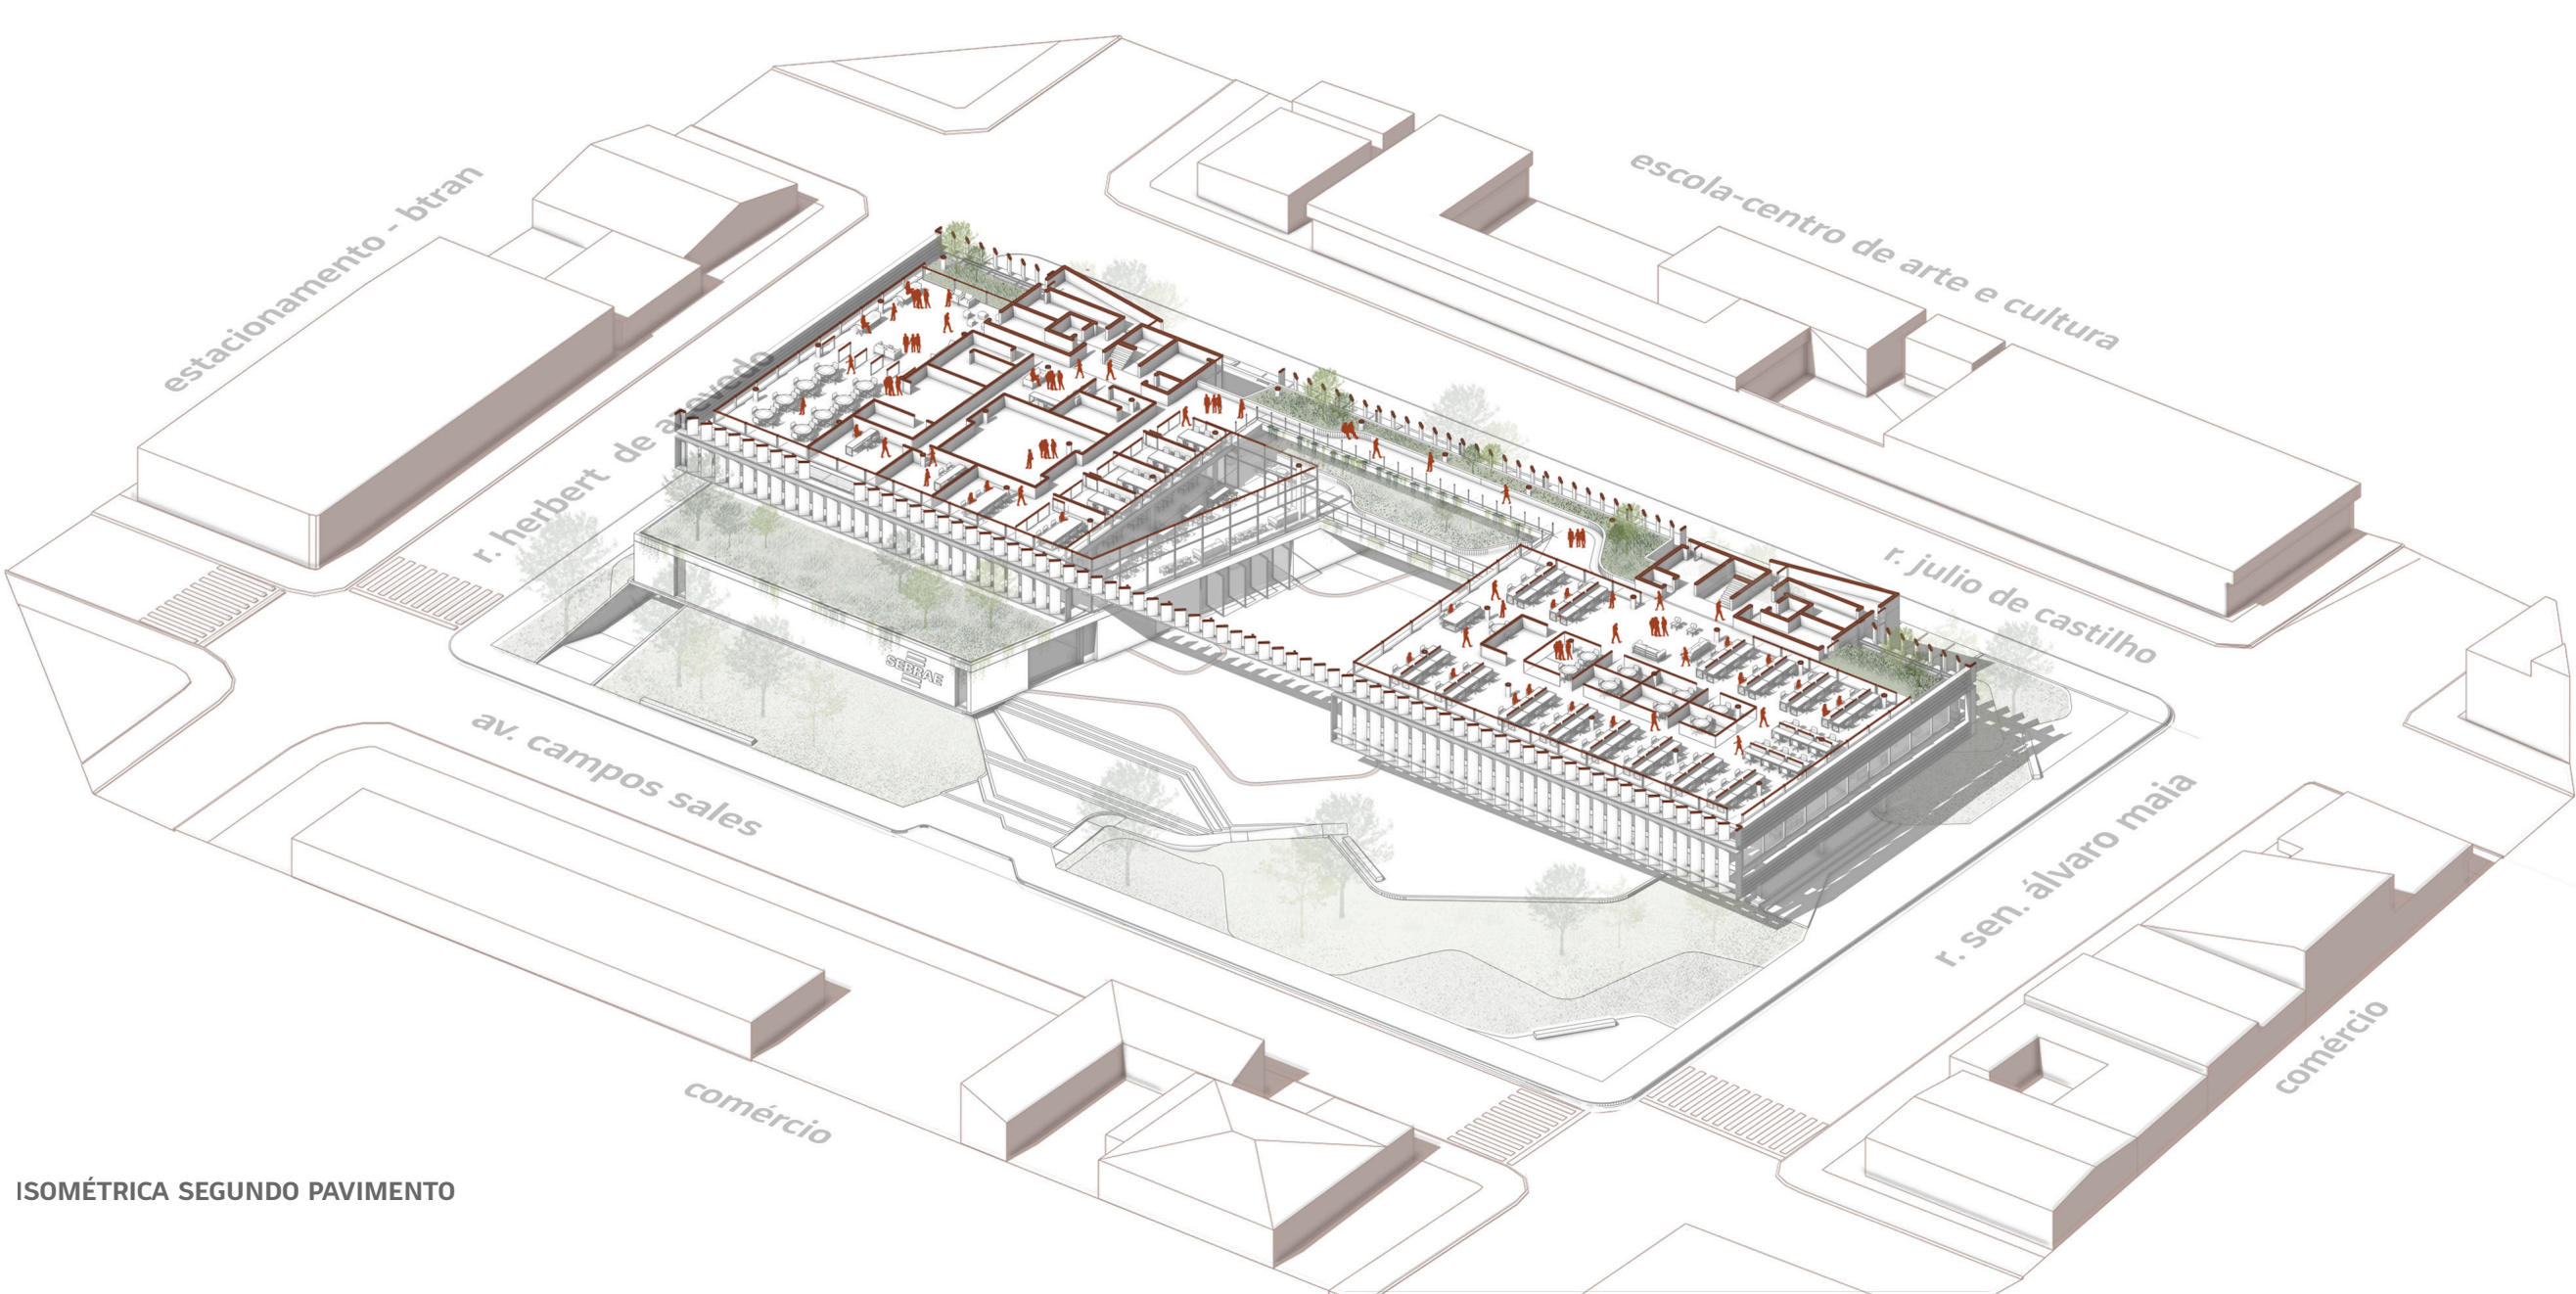 estacionamento - btran
escola-centro de arte e cultura
r. herbert de azevedo
r. julio de castilho
SEBRAE
av. campos sales
r. sen. álvaro maia
comércio
comércio
ISOMÉTRICA SEGUNDO PAVIMENTO